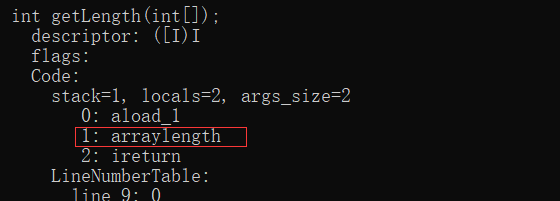 int getLength(int[]);
descriptor: ([I)I
flags:
Code:
stack=1, locals=2, args_size=2
0: aload_1
1: arraylength
2: ireturn
LineNumberTable:
line 9: 0